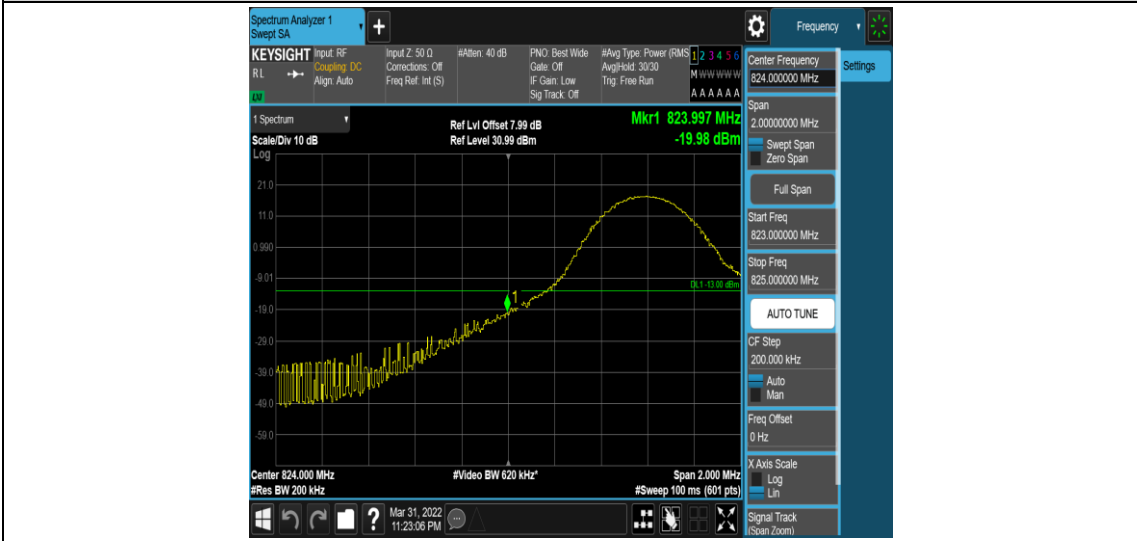 Spectrum Analyzer 1
Swept SA
+
Frequency
KEYSIGHT
Input: RF
Input Z: 50 Ω
#Atten: 40 dB
PNO: Best Wide
#Avg Type: Power (RMS
1 2 3 4 5 6
RL
Coupling: DC
Corrections: Off
Gate: Off
Avg|Hold: 30/30
M W W W W W
Align: Auto
Freq Ref: Int (S)
IF Gain: Low
Trig: Free Run
Sig Track: Off
A A A A A A
1 Spectrum
Ref Lvl Offset 7.99 dB
Mkr1 823.997 MHz
Scale/Div 10 dB
Ref Level 30.99 dBm
-19.98 dBm
Log
21.0
11.0
0.990
-9.01
DL1 -13.00 dBm
1
-19.0
-29.0
-39.0
-49.0
-59.0
Center 824.000 MHz
#Video BW 620 kHz*
Span 2.000 MHz
#Res BW 200 kHz
#Sweep 100 ms (601 pts)
?
Mar 31, 2022
11:23:06 PM
Settings
Center Frequency
824.000000 MHz
Span
2.00000000 MHz
Swept Span
Zero Span
Full Span
Start Freq
823.000000 MHz
Stop Freq
825.000000 MHz
AUTO TUNE
CF Step
200.000 kHz
Auto
Man
Freq Offset
0 Hz
X Axis Scale
Log
Lin
Signal Track
(Span Zoom)